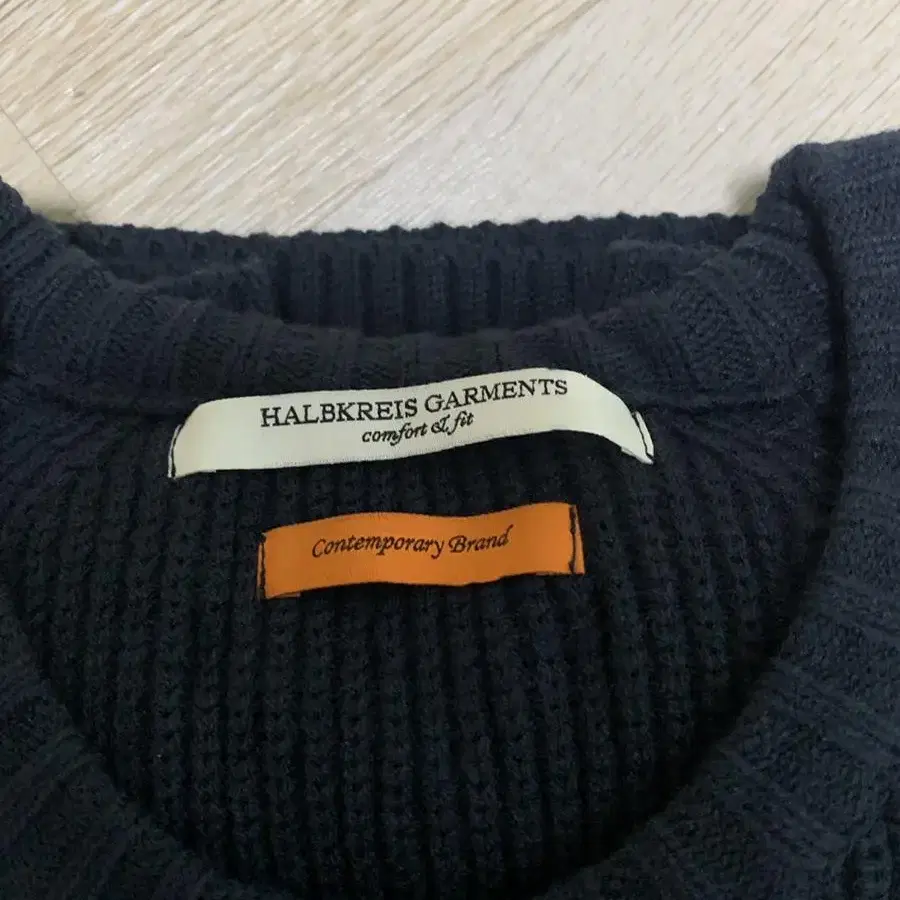 HALBKREIS GARMENTS
comfort & fit
Contemporary Brand